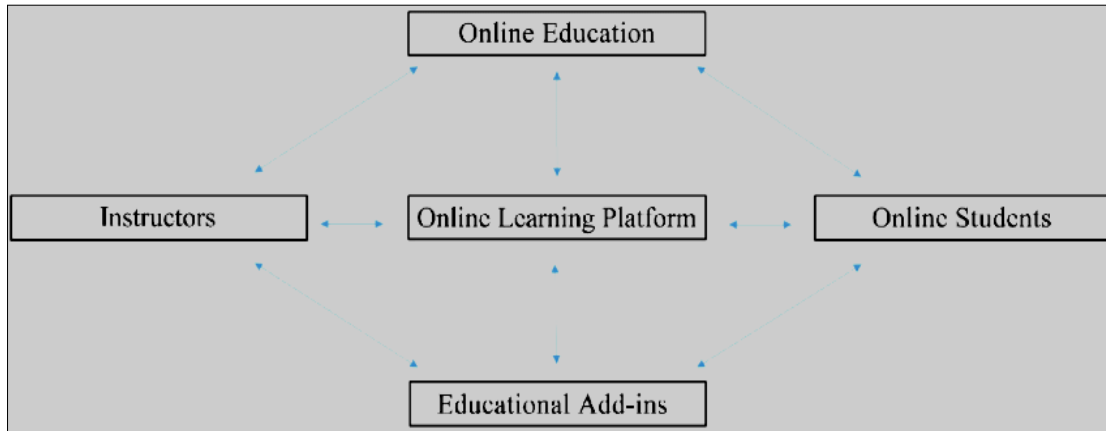 Online Education
Instructors
Online Learning Platform
Online Students
Educational Add-ins